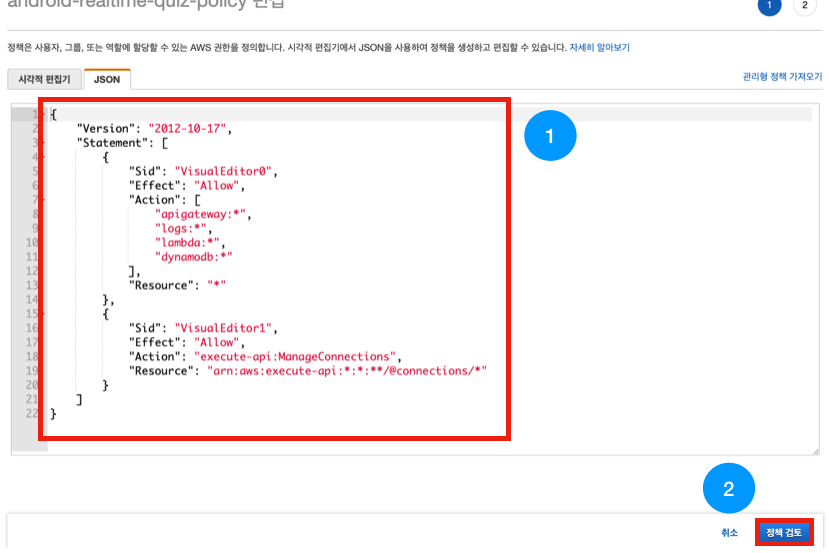 android-realtime-quiz-policy 편집
1 2
정책은 사용자, 그룹, 또는 역할에 할당할 수 있는 AWS 권한을 정의합니다. 시각적 편집기에서 JSON을 사용하여 정책을 생성하고 편집할 수 있습니다. 자세히 알아보기
시각적 편집기 JSON 관리형 정책 가져오기
1 {
2 "Version": "2012-10-17",
3 "Statement": [
4 {
5 "Sid": "VisualEditor0",
6 "Effect": "Allow",
7 "Action": [
8 "apigateway:*",
9 "logs:*",
10 "lambda:*",
11 "dynamodb:*"
12 ],
13 "Resource": "*"
14 },
15 {
16 "Sid": "VisualEditor1",
17 "Effect": "Allow",
18 "Action": "execute-api:ManageConnections",
19 "Resource": "arn:aws:execute-api:*:*:**/@connections/*"
20 }
21 ]
22 }
1
2
취소 정책 검토